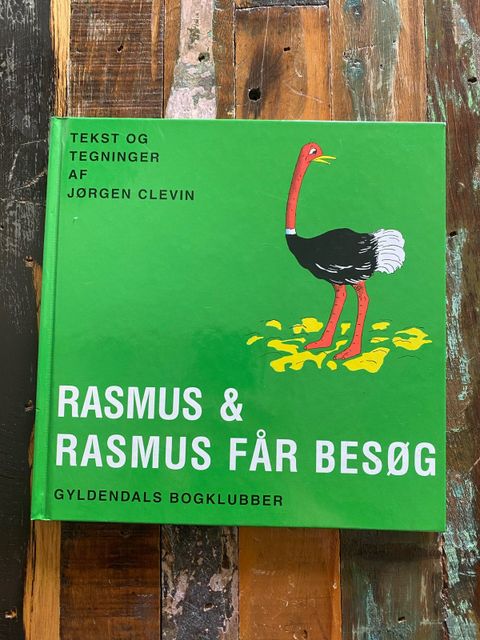 TEKST OG
TEGNINGER
AF
JØRGEN CLEVIN
RASMUS &
RASMUS FÅR BESØG
GYLDENDALS BOGKLUBBER